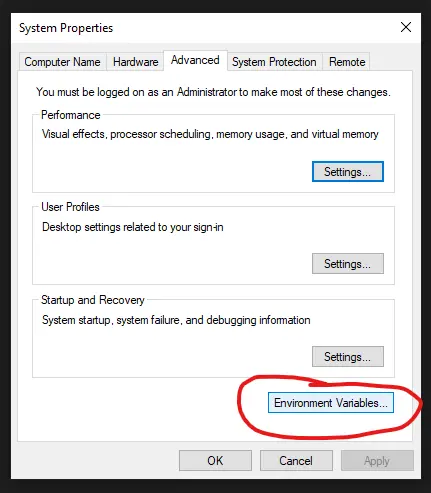 System Properties
Computer Name Hardware Advanced System Protection Remote
You must be logged on as an Administrator to make most of these changes.
Performance
Visual effects, processor scheduling, memory usage, and virtual memory
Settings...
User Profiles
Desktop settings related to your sign-in
Settings...
Startup and Recovery
System startup, system failure, and debugging information
Settings...
Environment Variables...
OK Cancel Apply